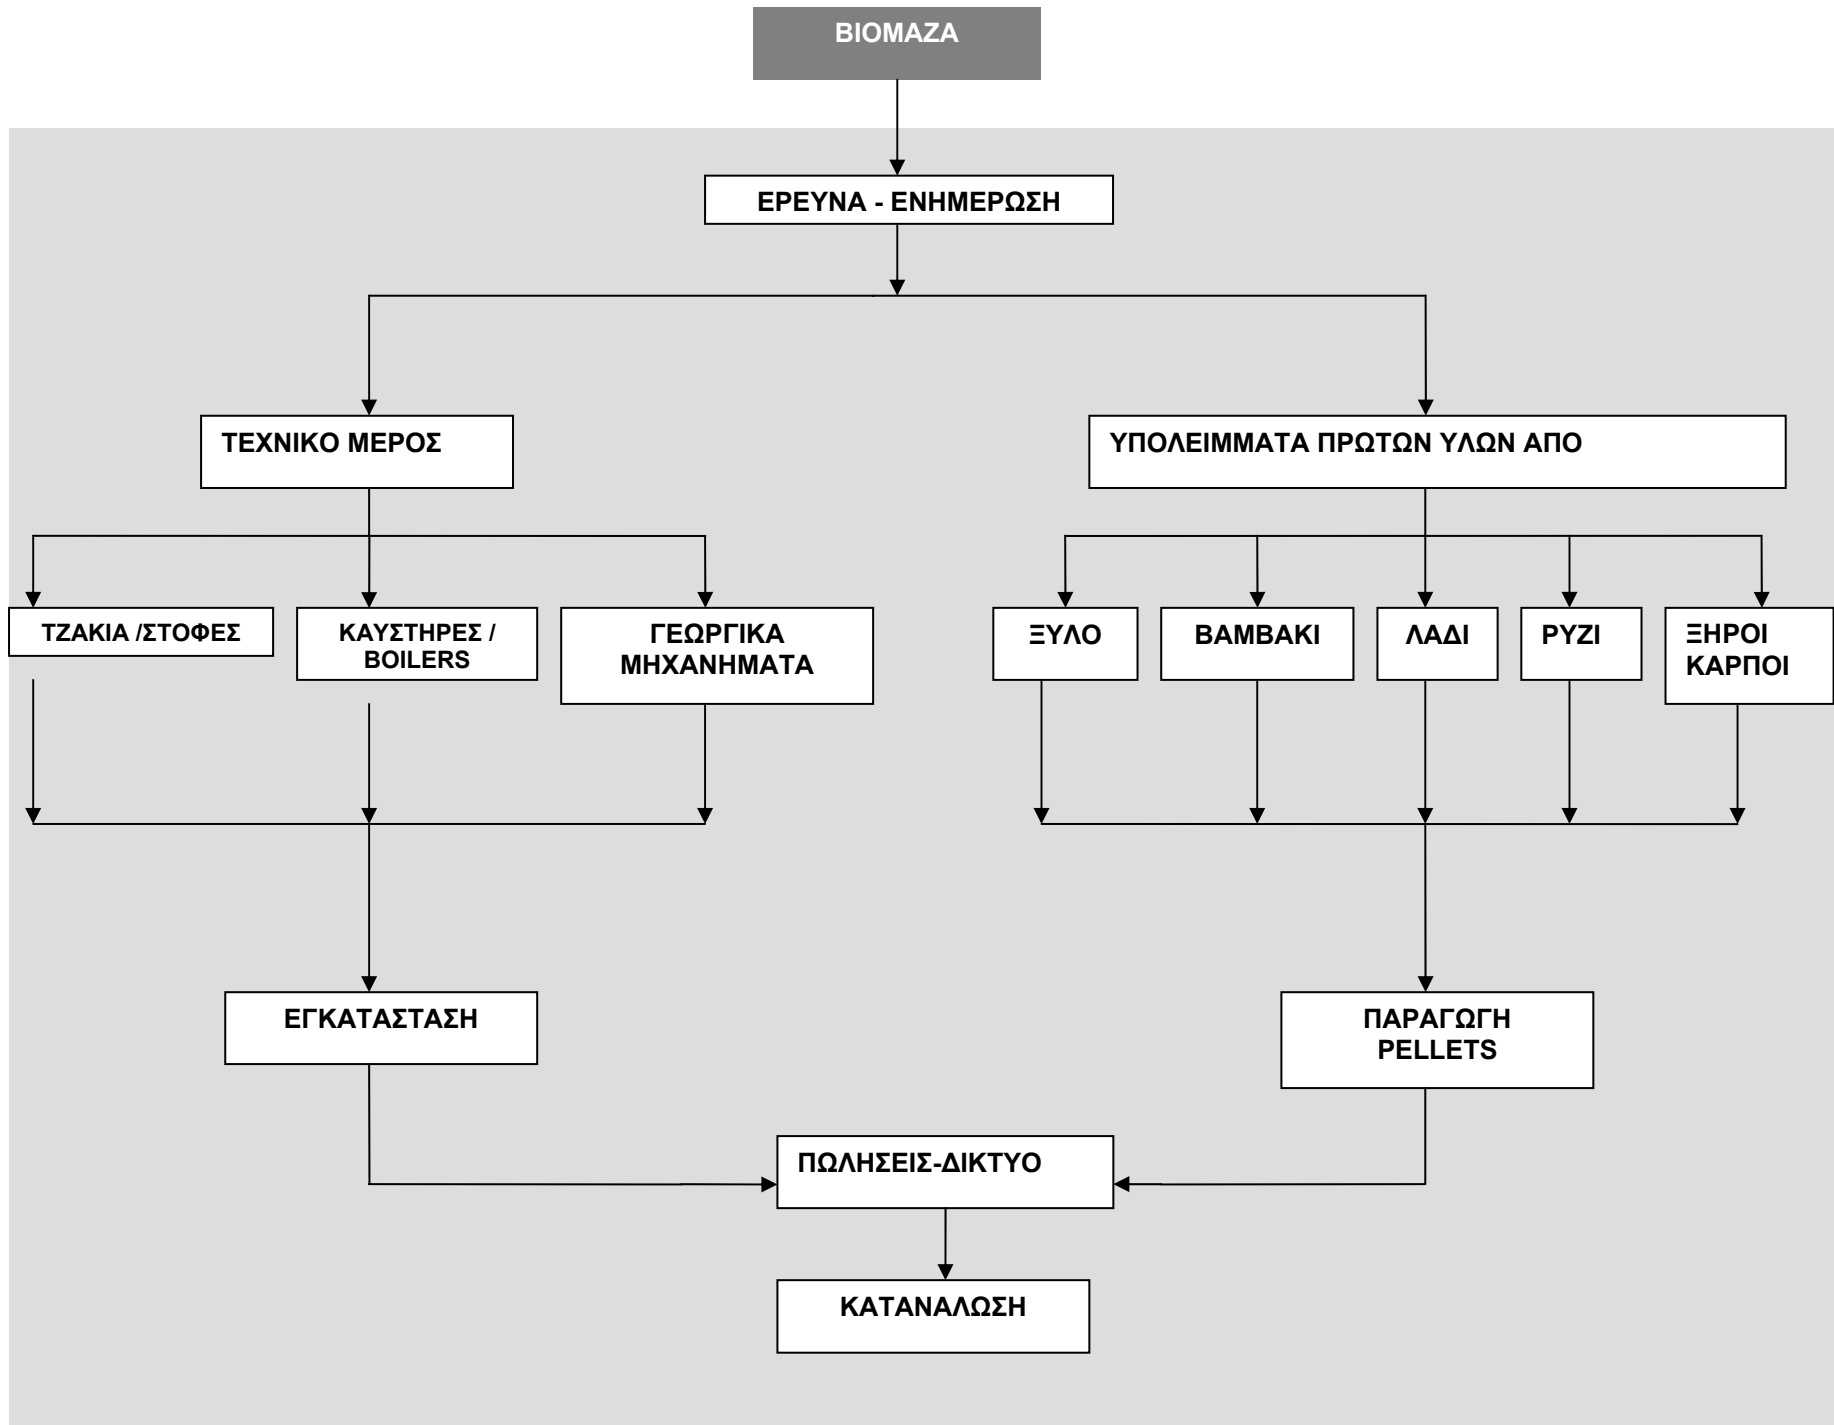 ΒΙΟΜΑΖΑ
ΕΡΕΥΝΑ - ΕΝΗΜΕΡΩΣΗ
ΤΕΧΝΙΚΟ ΜΕΡΟΣ
ΥΠΟΛΕΙΜΜΑΤΑ ΠΡΩΤΩΝ ΥΛΩΝ ΑΠΟ
ΤΖΑΚΙΑ /ΣΤΟΦΕΣ
ΚΑΥΣΤΗΡΕΣ /
BOILERS
ΓΕΩΡΓΙΚΑ
ΜΗΧΑΝΗΜΑΤΑ
ΞΥΛΟ
ΒΑΜΒΑΚΙ
ΛΑΔΙ
ΡΥΖΙ
ΞΗΡΟΙ
ΚΑΡΠΟΙ
ΕΓΚΑΤΑΣΤΑΣΗ
ΠΑΡΑΓΩΓΗ
PELLETS
ΠΩΛΗΣΕΙΣ-ΔΙΚΤΥΟ
ΚΑΤΑΝΑΛΩΣΗ